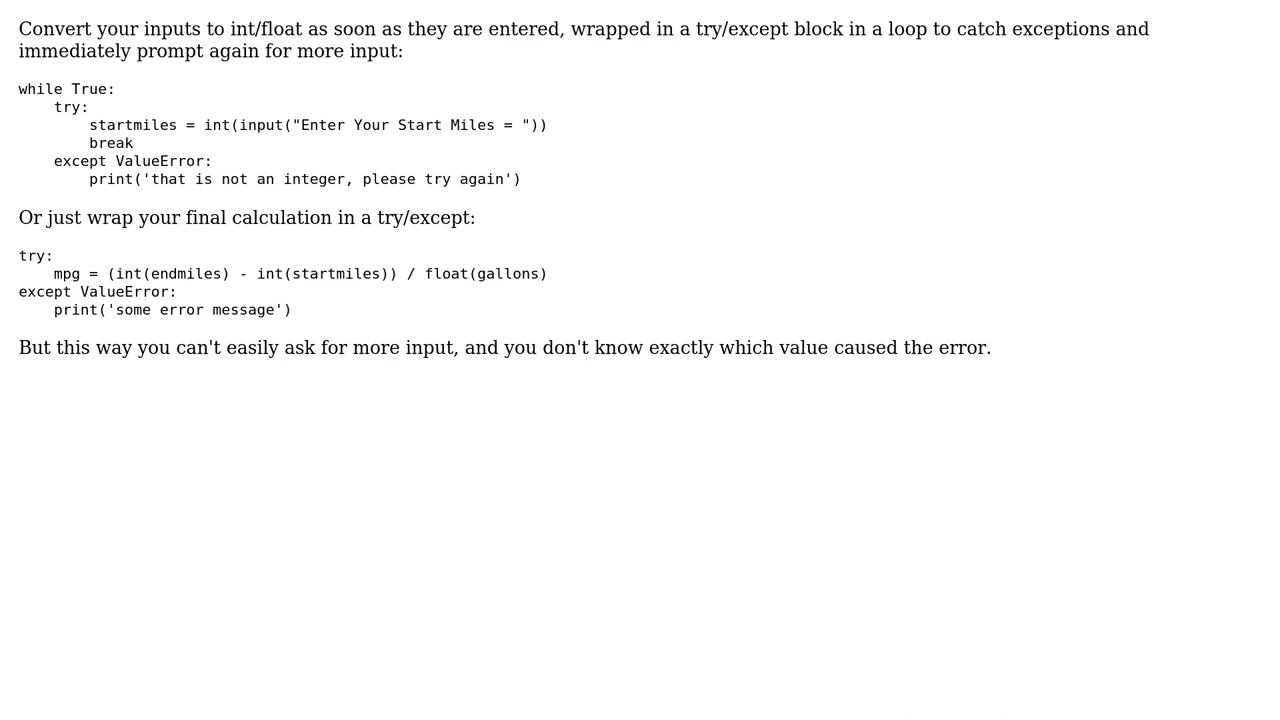 Convert your inputs to int/float as soon as they are entered, wrapped in a try/except block in a loop to catch exceptions and
immediately prompt again for more input:
while True:
    try:
        startmiles = int(input("Enter Your Start Miles = "))
        break
    except ValueError:
        print('that is not an integer, please try again')
Or just wrap your final calculation in a try/except:
try:
    mpg = (int(endmiles) - int(startmiles)) / float(gallons)
except ValueError:
    print('some error message')
But this way you can't easily ask for more input, and you don't know exactly which value caused the error.